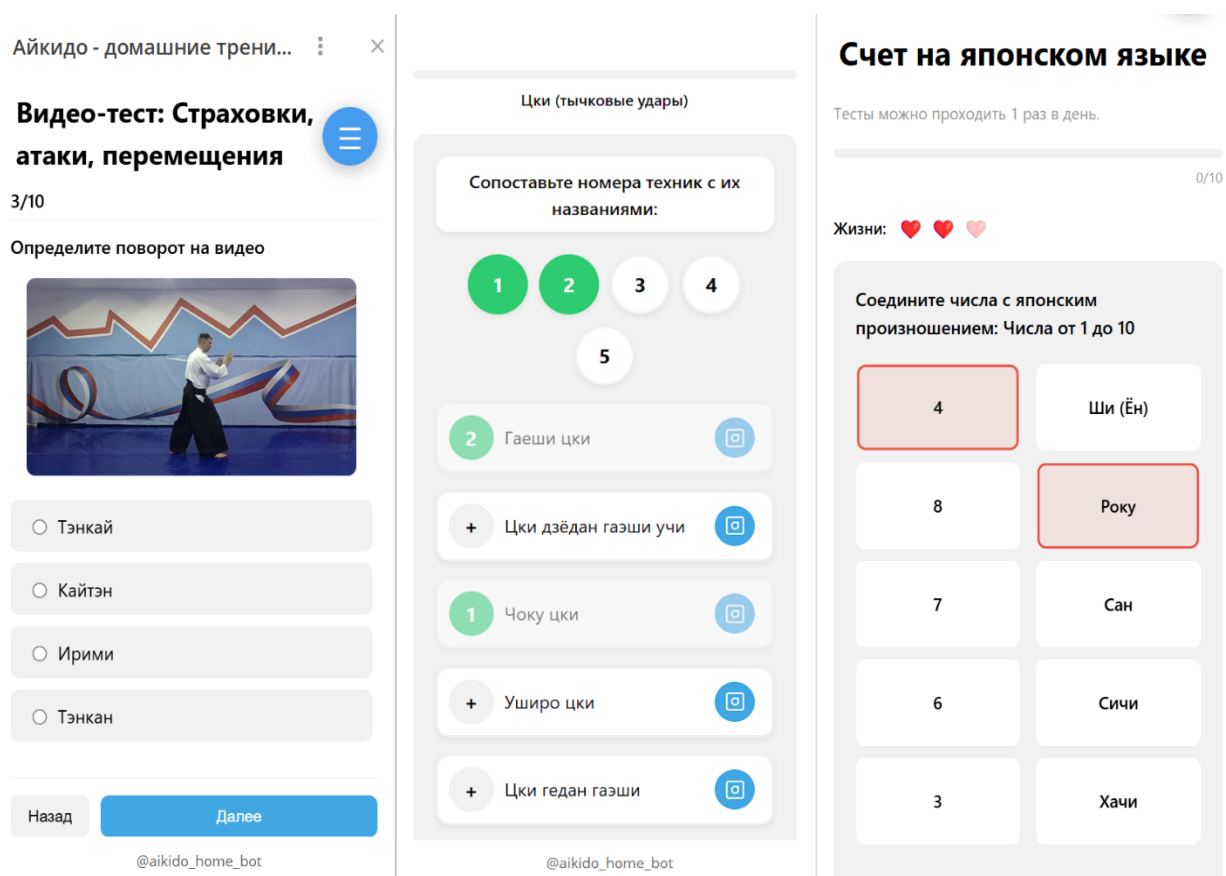 Айкидо - домашние трени...
Видео-тест: Страховки,
атаки, перемещения
3/10
Определите поворот на видео
Тэнкай
Кайтэн
Ирими
Тэнкан
Назад
Далее
@aikido_home_bot
Цки (тычковые удары)
Сопоставьте номера техник с их
названиями:
1 2 3 4
5
2 Гаеши цки
+ Цки дзёдан гаэши учи
1 Чоку цки
+ Уширо цки
+ Цки гедан гаэши
@aikido_home_bot
Счет на японском языке
Тесты можно проходить 1 раз в день.
0/10
Жизни:
Соедините числа с японским
произношением: Числа от 1 до 10
4 Ши (Ён)
8 Року
7 Сан
6 Сичи
3 Хачи